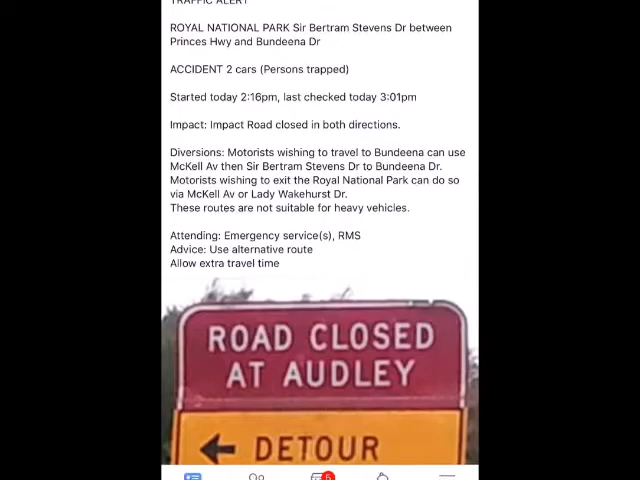 TRAFFIC ALERT
ROYAL NATIONAL PARK Sir Bertram Stevens Dr between
Princes Hwy and Bundeena Dr
ACCIDENT 2 cars (Persons trapped)
Started today 2:16pm, last checked today 3:01pm
Impact: Impact Road closed in both directions.
Diversions: Motorists wishing to travel to Bundeena can use
McKell Av then Sir Bertram Stevens Dr to Bundeena Dr.
Motorists wishing to exit the Royal National Park can do so
via McKell Av or Lady Wakehurst Dr.
These routes are not suitable for heavy vehicles.
Attending: Emergency service(s), RMS
Advice: Use alternative route
Allow extra travel time
ROAD CLOSED
AT AUDLEY
DETOUR
5